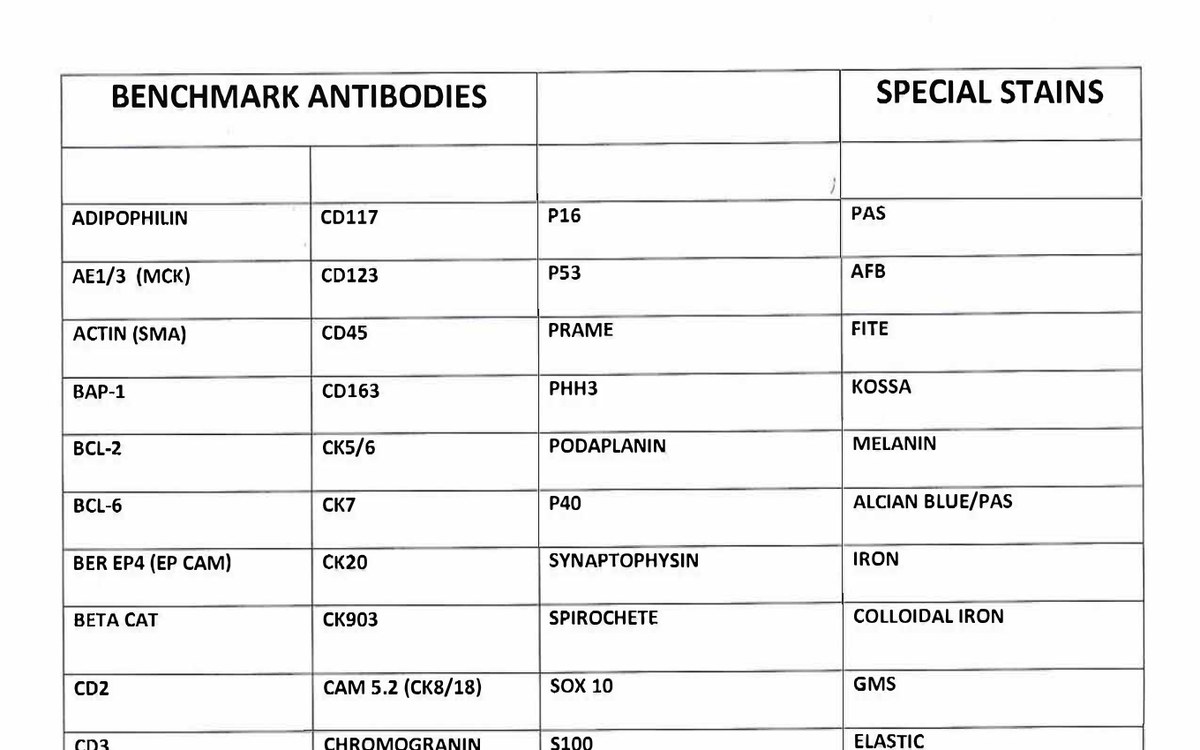 BENCHMARK ANTIBODIES SPECIAL STAINS
ADIPOPHILIN CD117 P16 PAS
AE1/3 (MCK) CD123 P53 AFB
ACTIN (SMA) CD45 PRAME FITE
BAP-1 CD163 PHH3 KOSSA
BCL-2 CK5/6 PODAPLANIN MELANIN
BCL-6 CK7 P40 ALCIAN BLUE/PAS
BER EP4 (EP CAM) CK20 SYNAPTOPHYSIN IRON
BETA CAT CK903 SPIROCHETE COLLOIDAL IRON
CD2 CAM 5.2 (CK8/18) SOX 10 GMS
CD3 CHROMOGRANIN S100 ELASTIC